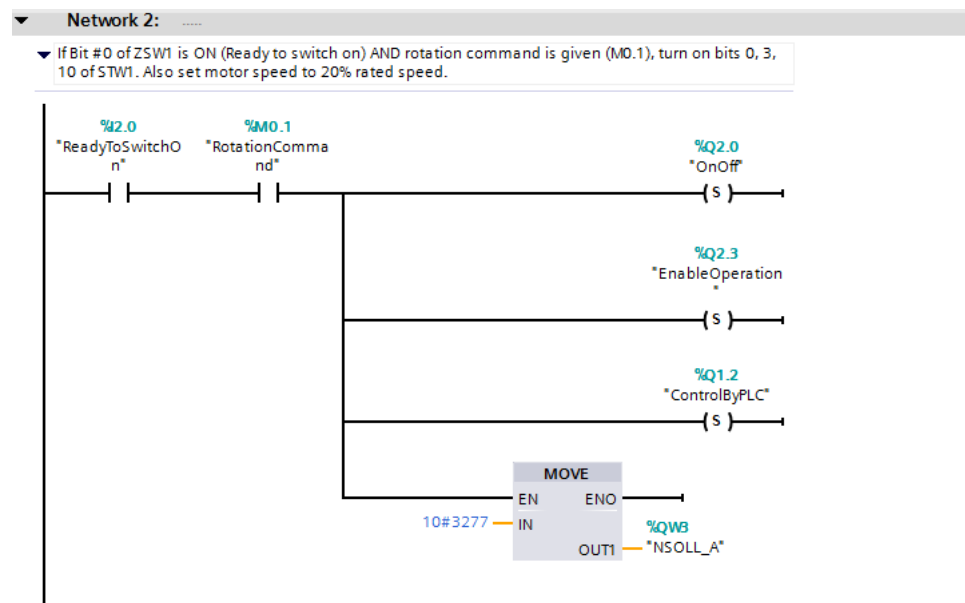 Network 2: .....
If Bit #0 of ZSW1 is ON (Ready to switch on) AND rotation command is given (M0.1), turn on bits 0, 3,
10 of STW1. Also set motor speed to 20% rated speed.
%I2.0
"ReadyToSwitchO
n"
%M0.1
"RotationComma
nd"
%Q2.0
"OnOff"
( S )
%Q2.3
"EnableOperation
"
( S )
%Q1.2
"ControlByPLC"
( S )
MOVE
EN ENO
10#3277 IN
%QW3
OUT1 "NSOLL_A"